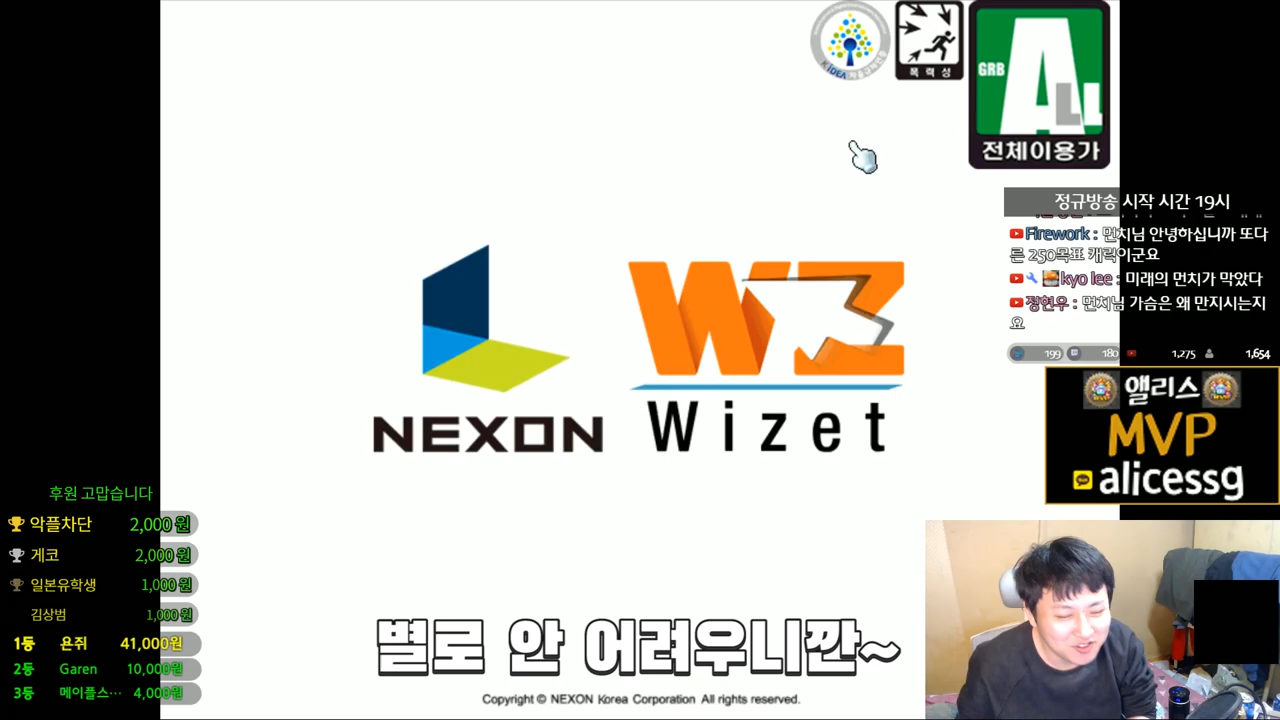 K iDEA
폭력성
GRB
ALL
전체이용가
정규방송 시작 시간 19시
Firework : 먼치님 안녕하십니까 또다
른 250목표 캐릭이군요
kyo lee : 미래의 먼치가 막았다
정현우 : 먼치님 가슴은 왜 만지시는지
요
199 180 1,275 1,654
앨리스
MVP
alicessg
NEXON
WZ
Wizet
후원 고맙습니다
악플차단 2,000 원
게코 2,000 원
일본유학생 1,000 원
김상범 1,000 원
1등 욘쥐 41,000원
2등 Garen 10,000원
3등 메이플스… 4,000원
별로 안 어려우니깐~
Copyright © NEXON Korea Corporation All rights reserved.